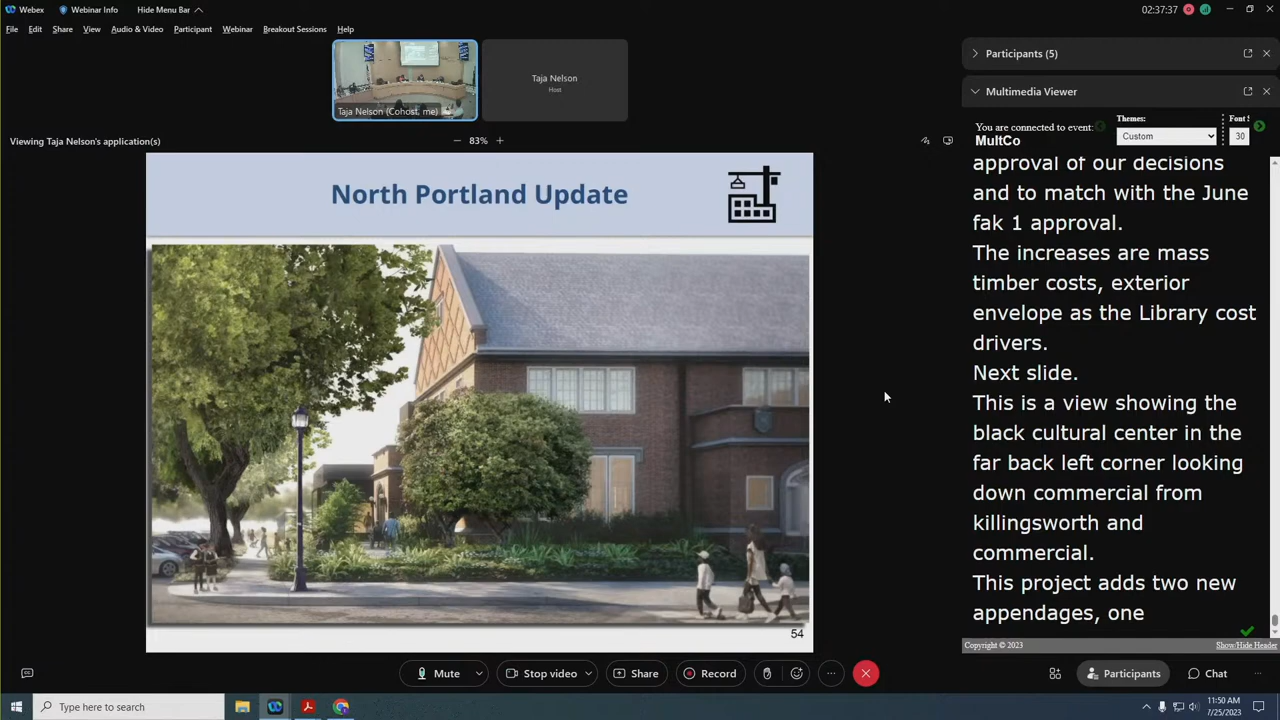 Webex
Webinar Info
Hide Menu Bar
02:37:37
File Edit Share View Audio & Video Participant Webinar Breakout Sessions Help
Taja Nelson (Cohost, me)
Taja Nelson
Host
Viewing Taja Nelson's application(s)
83%
North Portland Update
54
Participants (5)
Multimedia Viewer
You are connected to event:
MultCo
Themes:
Custom
Font S
30
approval of our decisions
and to match with the June
fak 1 approval.
The increases are mass
timber costs, exterior
envelope as the Library cost
drivers.
Next slide.
This is a view showing the
black cultural center in the
far back left corner looking
down commercial from
killingsworth and
commercial.
This project adds two new
appendages, one
Copyright © 2023
Show/Hide Header
Mute
Stop video
Share
Record
Participants
Chat
Type here to search
11:50 AM
7/25/2023